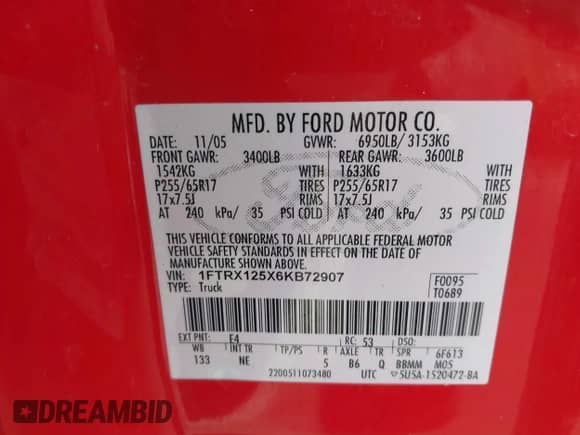 MFD. BY FORD MOTOR CO.
DATE: 11/05 GVWR: 6950LB/ 3153KG
FRONT GAWR: 3400LB REAR GAWR: 3600LB
1542KG WITH 1633KG WITH
P255/65R17 TIRES P255/65R17 TIRES
17x7.5J RIMS 17x7.5J RIMS
AT 240 kPa/ 35 PSI COLD AT 240 kPa/ 35 PSI COLD
THIS VEHICLE CONFORMS TO ALL APPLICABLE FEDERAL MOTOR
VEHICLE SAFETY STANDARDS IN EFFECT ON THE DATE OF
MANUFACTURE SHOWN ABOVE.
VIN: 1FTRX125X6KB72907 F0095
TYPE: Truck T0689
EXT PNT: E4 RC: 53 DSO:
WB INT TR TP/PS R AXLE TR SPR 6F613
133 NE 5 B6 Q BBMM M05
2200511073480 UTC 5U5A-1520472-BA
DREAMBID